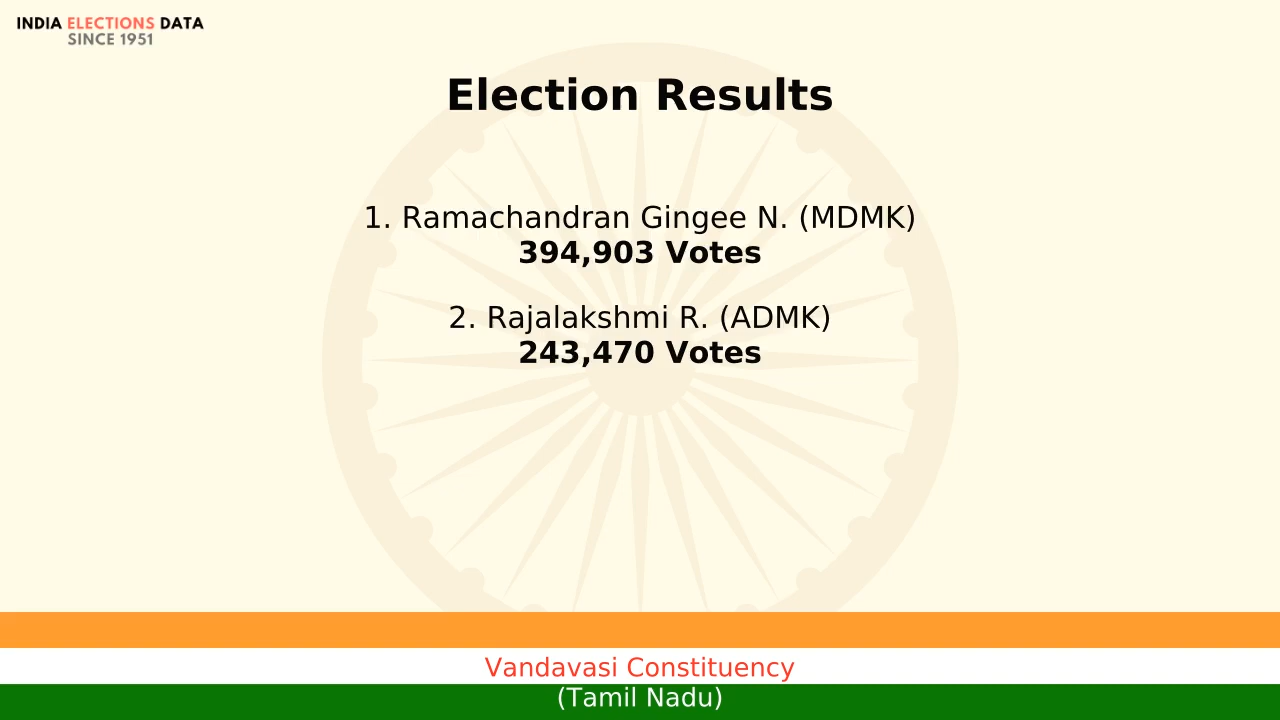 INDIA ELECTIONS DATA
SINCE 1951
Election Results
1. Ramachandran Gingee N. (MDMK)
394,903 Votes
2. Rajalakshmi R. (ADMK)
243,470 Votes
Vandavasi Constituency
(Tamil Nadu)